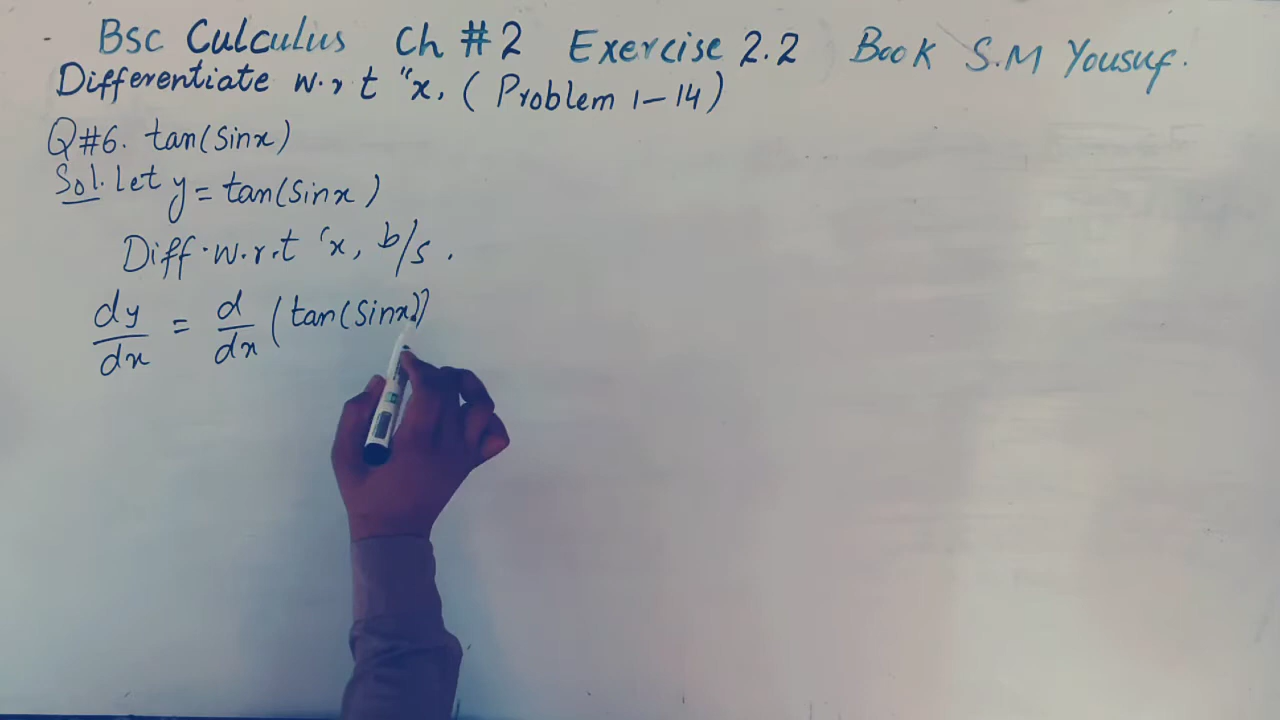 Bsc Culculus Ch #2 Exercise 2.2 Book S.M Yousuf.
Differentiate w.r.t "x, (Problem 1-14)
Q#6. tan(Sinx)
Sol. let y = tan(Sinx)
Diff. w.r.t 'x, b/s.
dy/dx = d/dx (tan(Sinx))